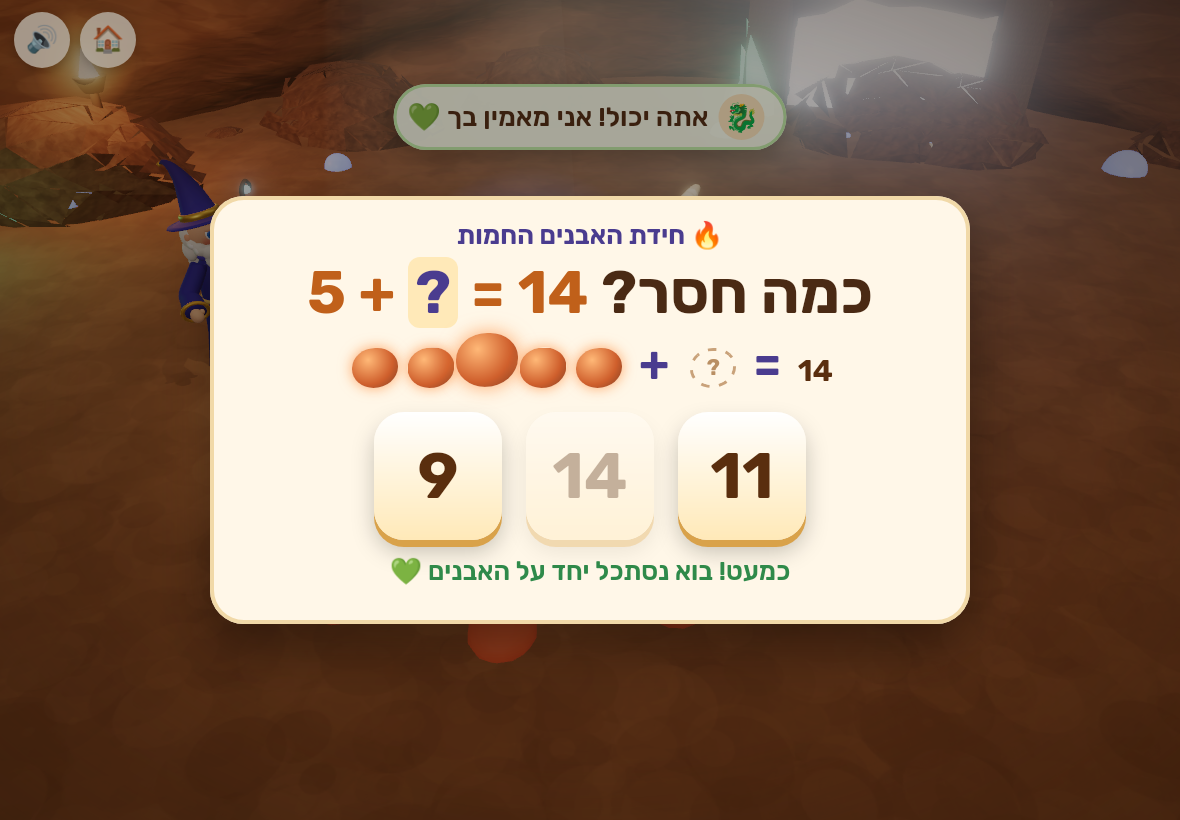 אתה יכול! אני מאמין בך
חידת האבנים החמות
כמה חסר? 5 + ? = 14
+ ? = 14
9 14 11
כמעט! בוא נסתכל יחד על האבנים